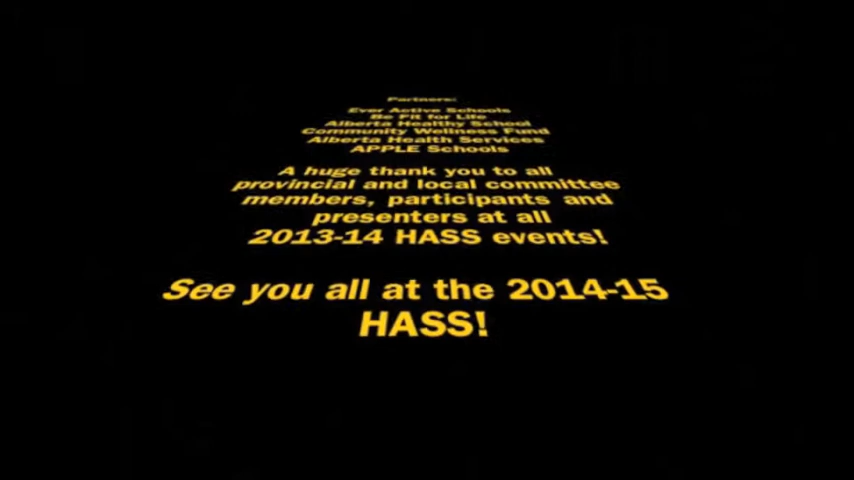 Partners:
Ever Active Schools
Be Fit for Life
Alberta Healthy School
Community Wellness Fund
Alberta Health Services
APPLE Schools
A huge thank you to all
provincial and local committee
members, participants and
presenters at all
2013-14 HASS events!
See you all at the 2014-15
HASS!